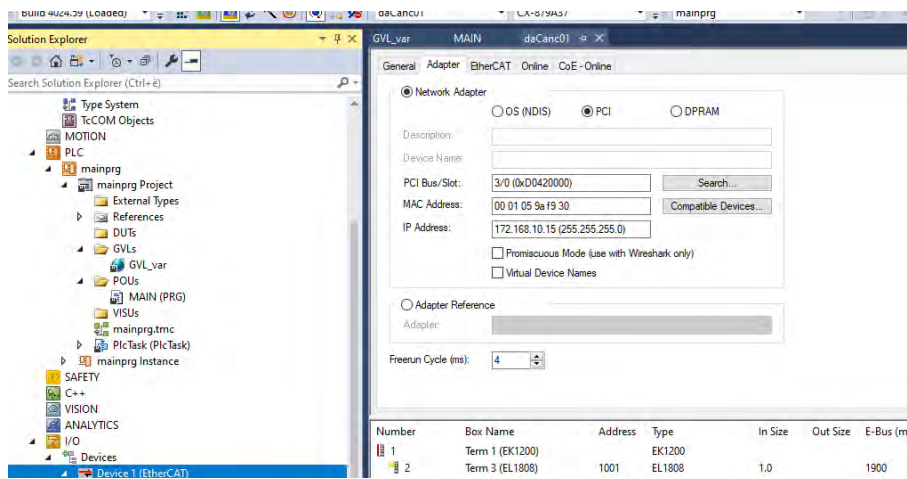 Build 4024.59 (Loaded)
daCanc01
CX-879A37
mainprg
Solution Explorer
Search Solution Explorer (Ctrl+è)
Type System
TcCOM Objects
MOTION
PLC
mainprg
mainprg Project
External Types
References
DUTs
GVLs
GVL_var
POUs
MAIN (PRG)
VISUs
mainprg.tmc
PlcTask (PlcTask)
mainprg Instance
SAFETY
C++
VISION
ANALYTICS
I/O
Devices
Device 1 (EtherCAT)
GVL_var MAIN daCanc01
General Adapter EtherCAT Online CoE - Online
Network Adapter
OS (NDIS) PCI DPRAM
Description:
Device Name:
PCI Bus/Slot: 3/0 (0xD0420000) Search...
MAC Address: 00 01 05 9a f9 30 Compatible Devices...
IP Address: 172.168.10.15 (255.255.255.0)
Promiscuous Mode (use with Wireshark only)
Virtual Device Names
Adapter Reference
Adapter:
Freerun Cycle (ms): 4
Number Box Name Address Type In Size Out Size E-Bus (m
1 Term 1 (EK1200) EK1200
2 Term 3 (EL1808) 1001 EL1808 1.0 1900